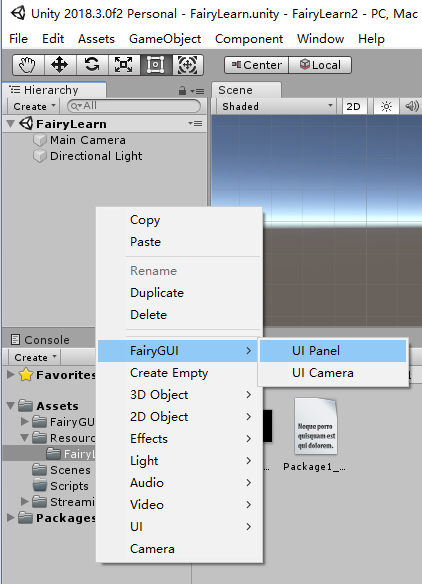 Unity 2018.3.0f2 Personal - FairyLearn.unity - FairyLearn2 - PC, Mac
File Edit Assets GameObject Component Window Help
Center Local
Hierarchy
Scene
Create All
Shaded 2D
FairyLearn
Main Camera
Directional Light
Copy
Paste
Rename
Duplicate
Delete
FairyGUI
UI Panel
Create Empty
UI Camera
3D Object
2D Object
Effects
Light
Audio
Video
UI
Camera
Console
Create
Favorites
Assets
FairyGU
Resourc
FairyL
Scenes
Scripts
Streami
Packages
Neque porro
quisquam est
qui dolorem.
Package1_...